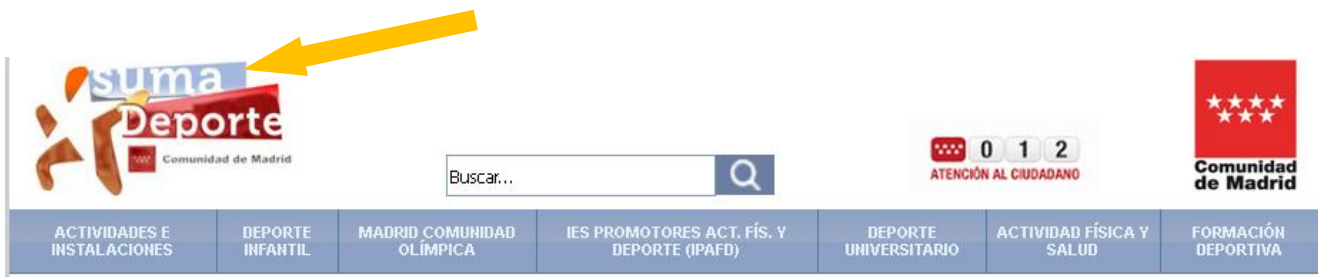 suma
Deporte
Comunidad de Madrid
Buscar...
0 1 2
ATENCIÓN AL CIUDADANO
Comunidad
de Madrid
ACTIVIDADES E
INSTALACIONES
DEPORTE
INFANTIL
MADRID COMUNIDAD
OLÍMPICA
IES PROMOTORES ACT. FÍS. Y
DEPORTE (IPAFD)
DEPORTE
UNIVERSITARIO
ACTIVIDAD FÍSICA Y
SALUD
FORMACIÓN
DEPORTIVA